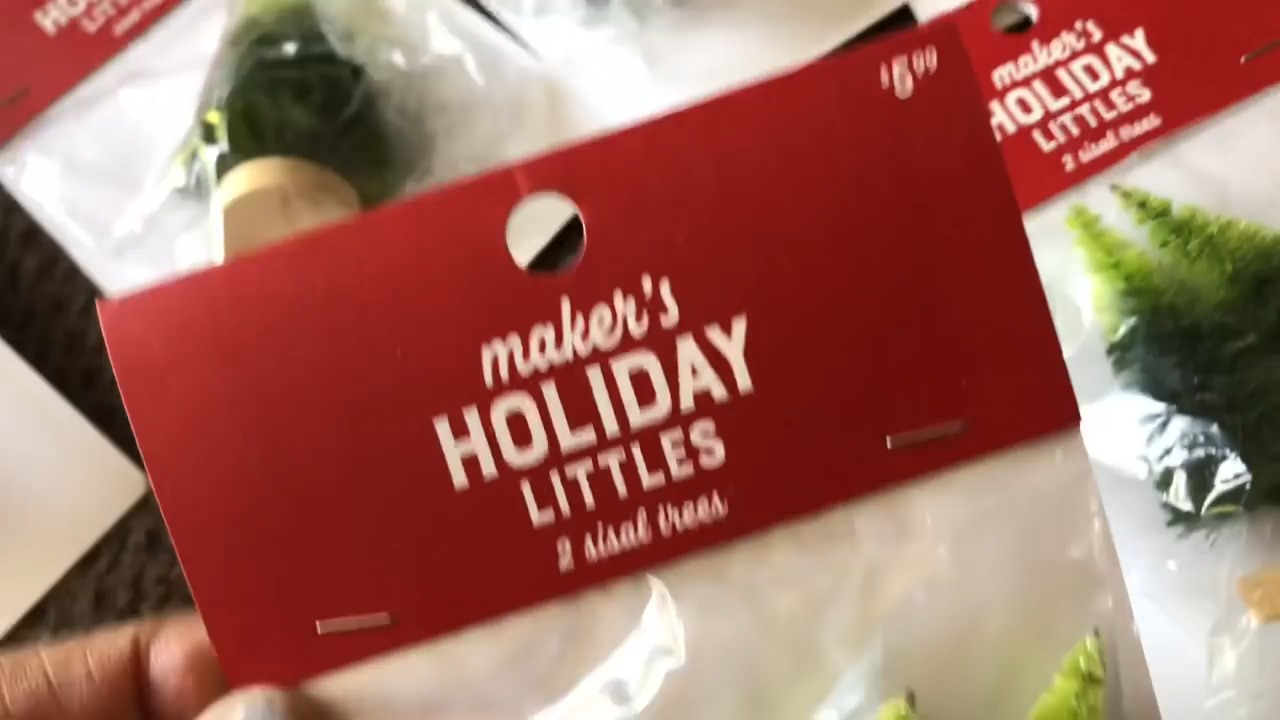 $5.99
maker's
HOLIDAY
LITTLES
2 sisal trees
maker's
HOLIDAY
LITTLES
2 sisal trees